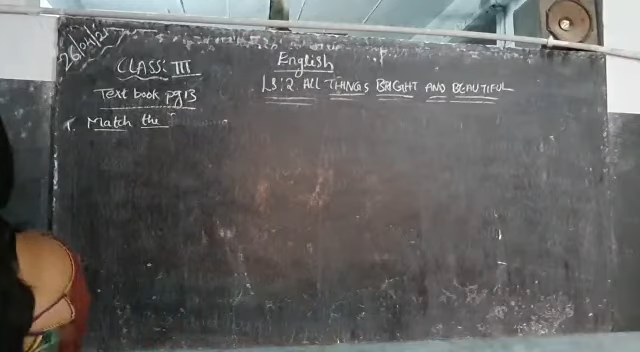 26/04/21
CLASS: III
English
Text book pg 13
L3:2 ALL THINGS BRIGHT AND BEAUTIFUL
I. Match the